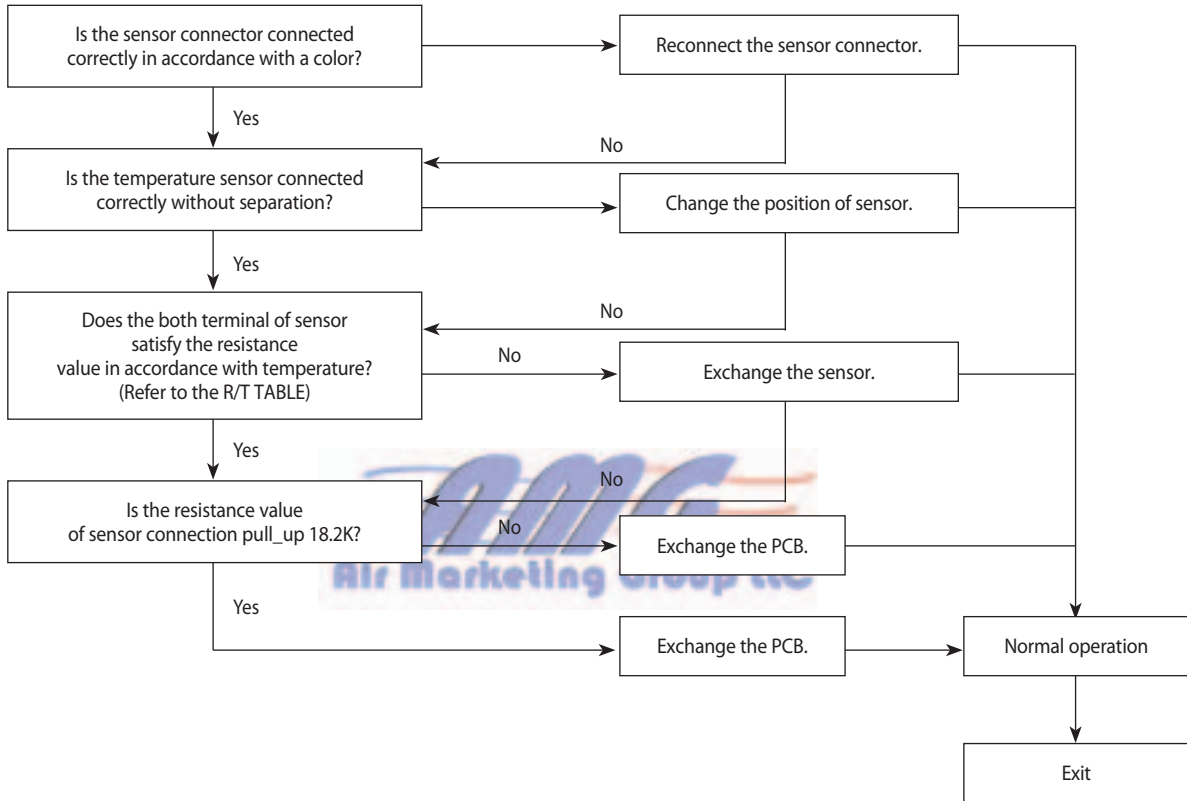 Is the sensor connector connected
correctly in accordance with a color?
Reconnect the sensor connector.
Yes
No
Is the temperature sensor connected
correctly without separation?
Change the position of sensor.
Yes
No
Does the both terminal of sensor
satisfy the resistance
value in accordance with temperature?
(Refer to the R/T TABLE)
No
Exchange the sensor.
Yes
No
Is the resistance value
of sensor connection pull_up 18.2K?
No
Exchange the PCB.
AMG
Air Marketing Group LLC
Yes
Exchange the PCB.
Normal operation
Exit